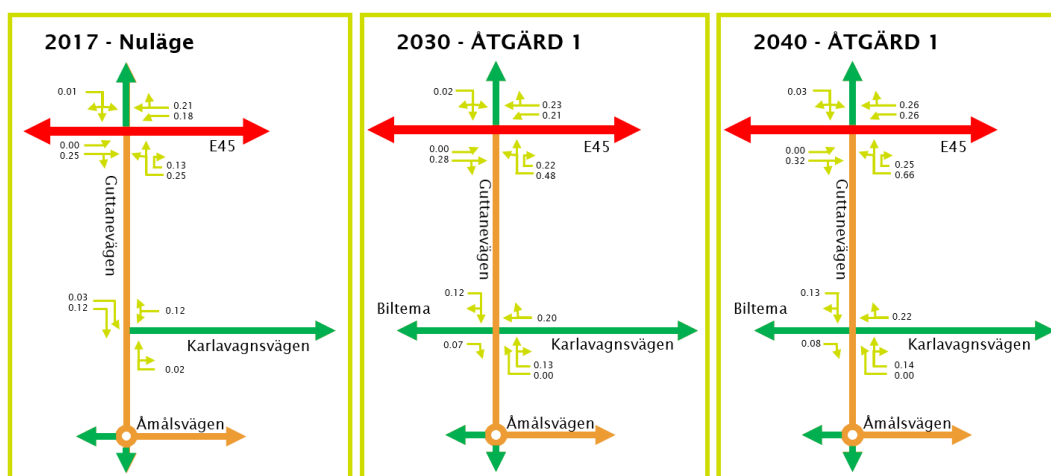 2017 - Nuläge
0.01
0.21
0.18
E45
0.00
0.25
0.13
0.25
Guttanevägen
0.03
0.12
0.12
Karlavagnsvägen
0.02
Åmålsvägen
2030 - ÅTGÄRD 1
0.02
0.23
0.21
E45
0.00
0.28
0.22
0.48
Guttanevägen
0.12
Biltema
0.20
0.07
Karlavagnsvägen
0.13
0.00
Åmålsvägen
2040 - ÅTGÄRD 1
0.03
0.26
0.26
E45
0.00
0.32
0.25
0.66
Guttanevägen
0.13
Biltema
0.22
0.08
Karlavagnsvägen
0.14
0.00
Åmålsvägen